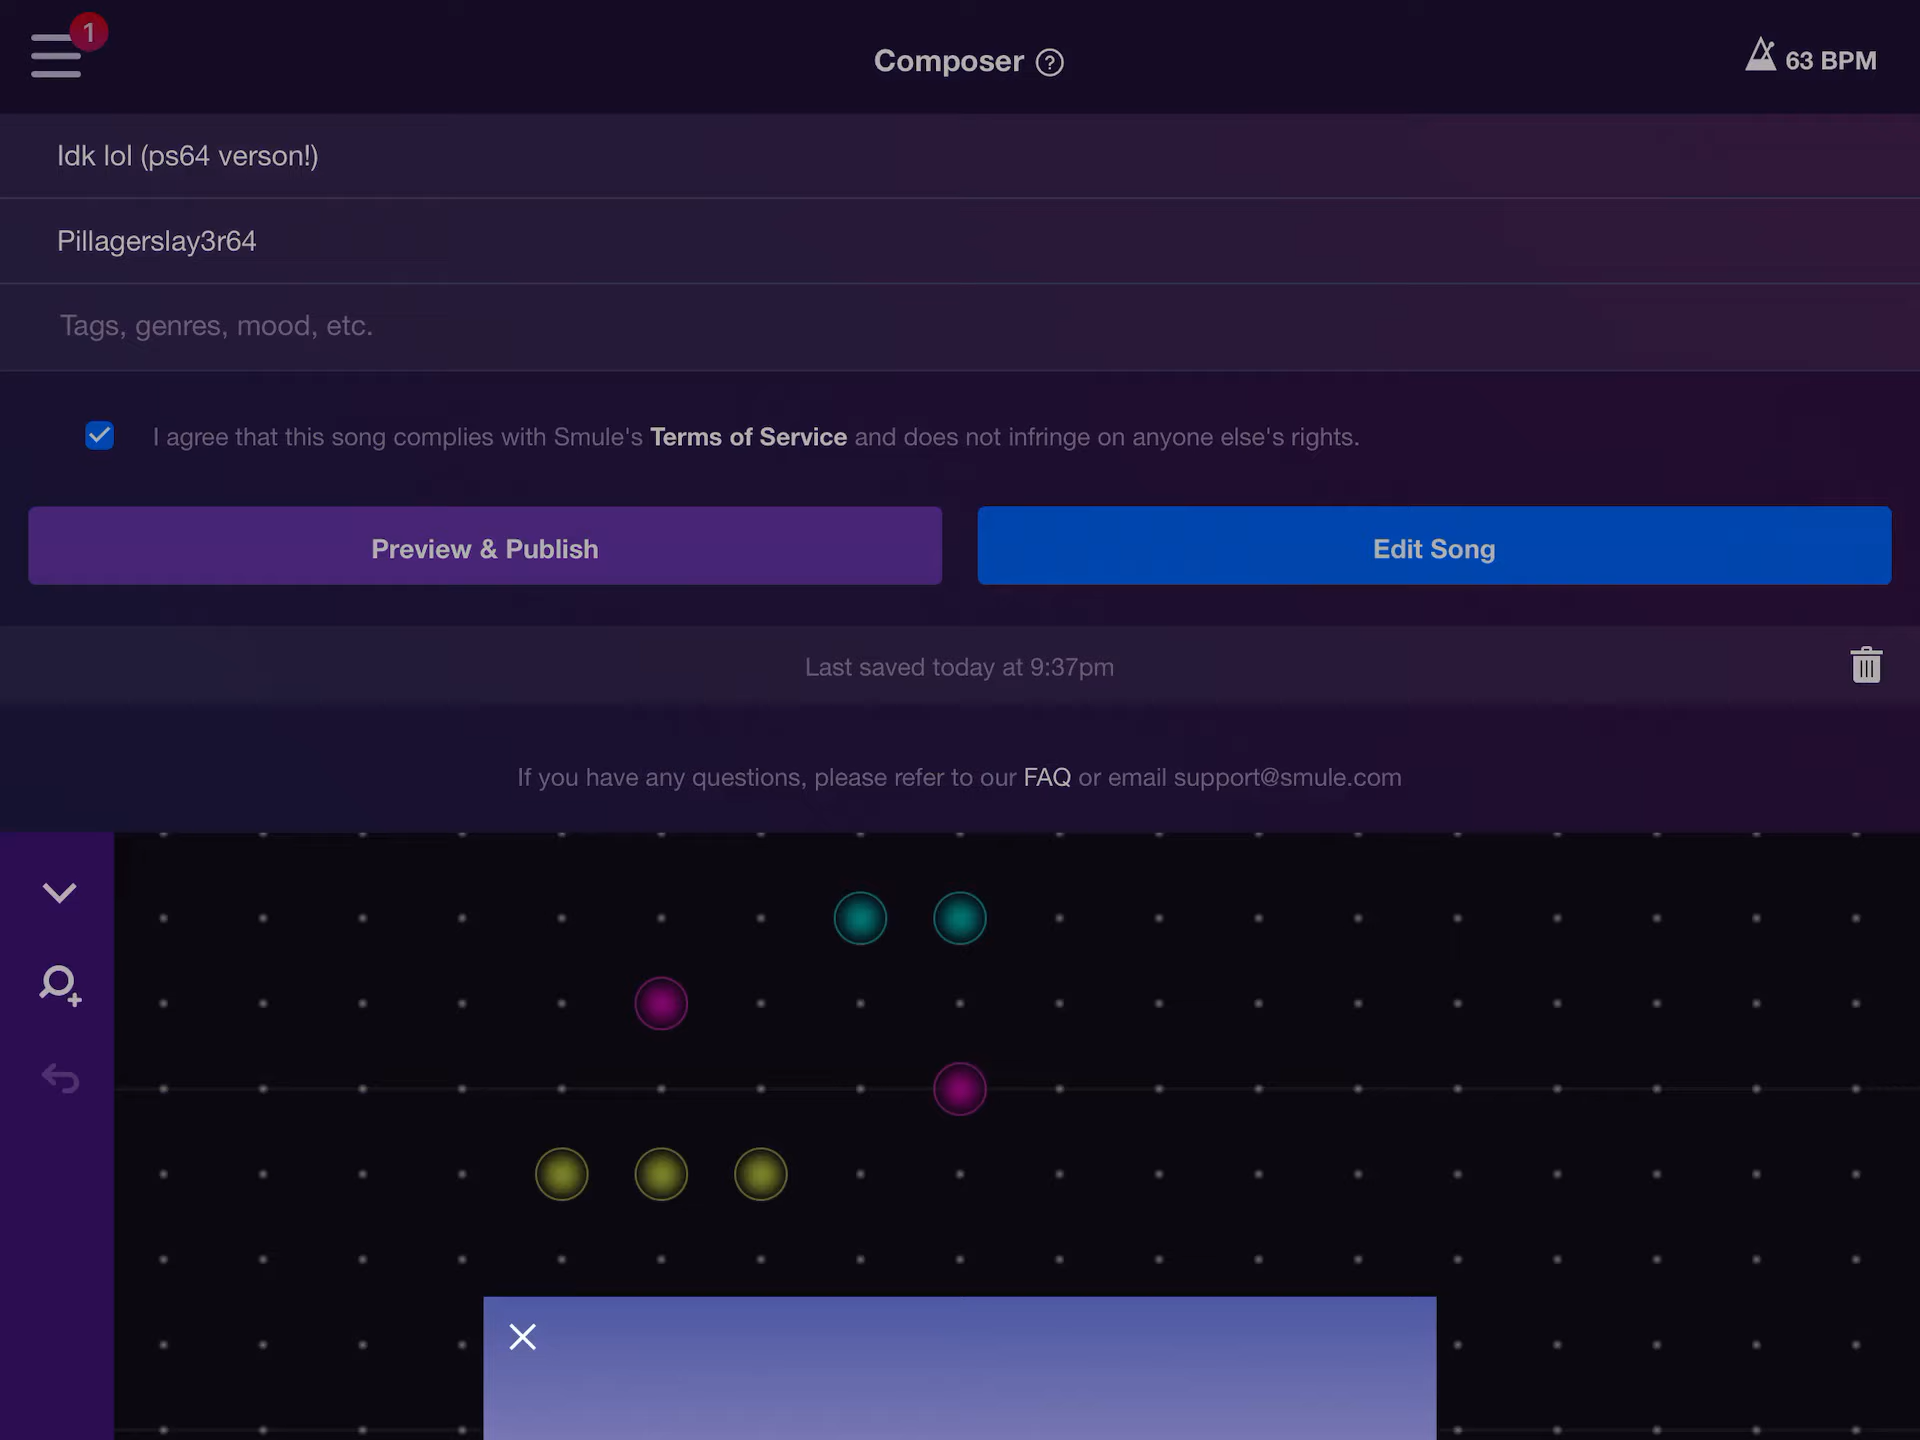 1
Composer ?
63 BPM
Idk lol (ps64 verson!)
Pillagerslay3r64
Tags, genres, mood, etc.
I agree that this song complies with Smule's Terms of Service and does not infringe on anyone else's rights.
Preview & Publish
Edit Song
Last saved today at 9:37pm
If you have any questions, please refer to our FAQ or email support@smule.com